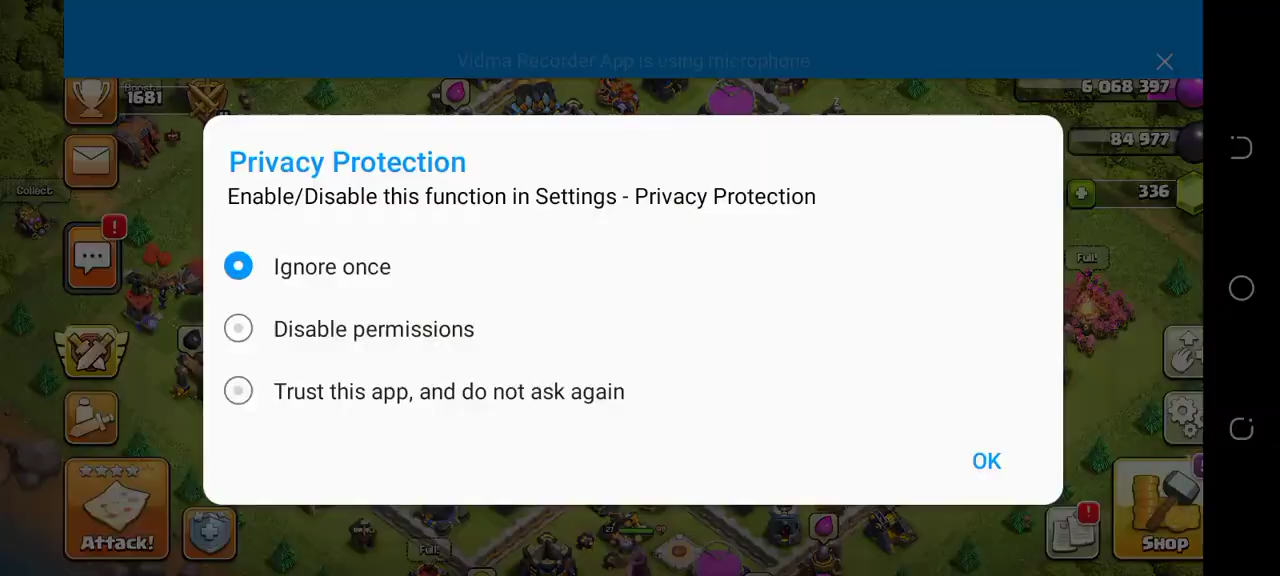 Vidma Recorder App is using microphone
1681
6 068 397
Privacy Protection
84 977
Enable/Disable this function in Settings - Privacy Protection
336
Collect
Ignore once
Full
Disable permissions
Trust this app, and do not ask again
OK
Attack!
Full
Shop